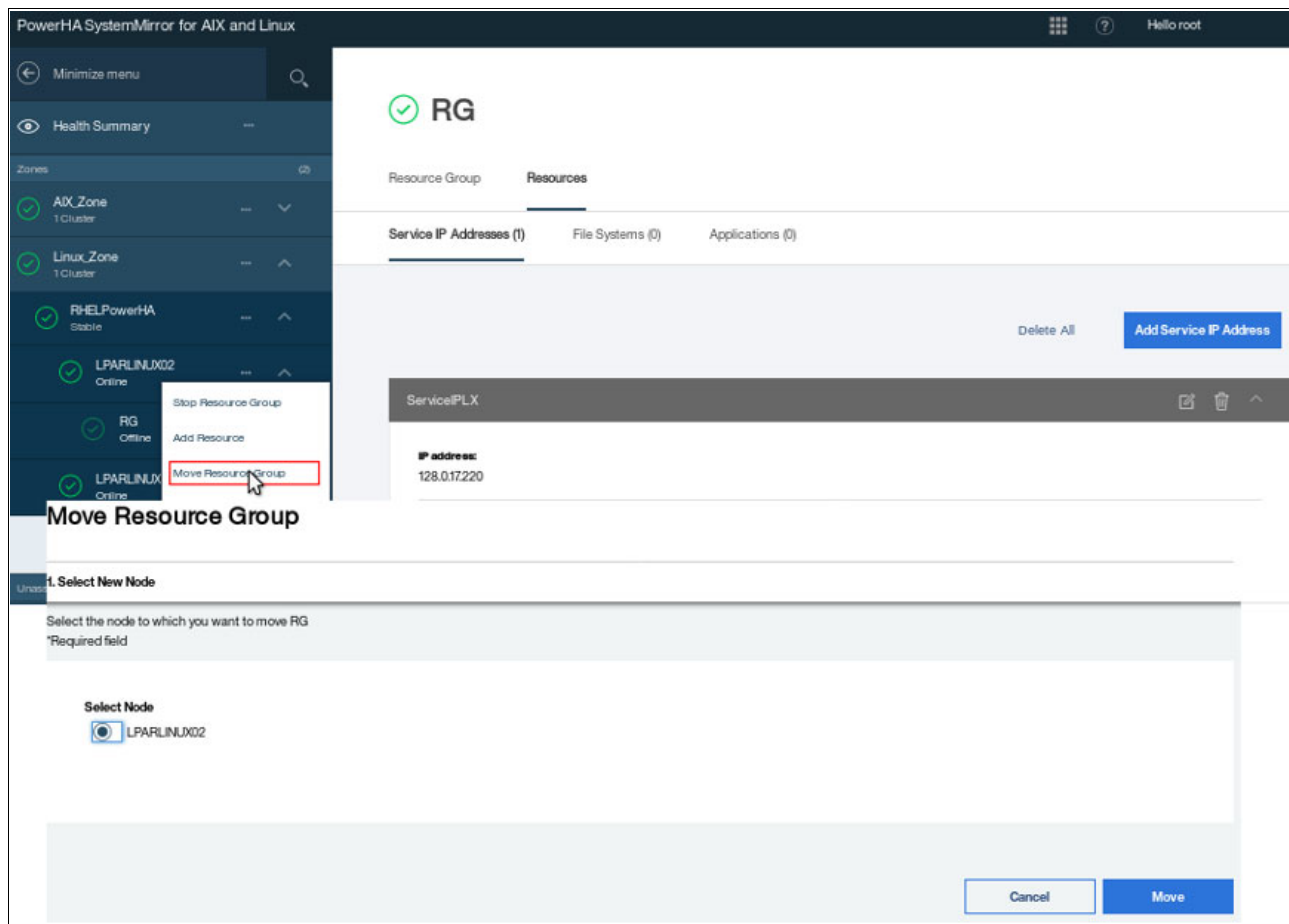 PowerHA SystemMirror for AIX and Linux
Hello root
Minimize menu
Health Summary
Zones (2)
AIX_Zone
1 Cluster
Linux_Zone
1 Cluster
RHELPowerHA
Stable
LPARLINUX02
Online
RG
Offline
LPARLINUX
Online
Stop Resource Group
Add Resource
Move Resource Group
RG
Resource Group Resources
Service IP Addresses (1) File Systems (0) Applications (0)
Delete All Add Service IP Address
ServiceIPLX
IP address:
128.0.17.220
Move Resource Group
Unass
1. Select New Node
Select the node to which you want to move RG
*Required field
Select Node
LPARLINUX02
Cancel Move